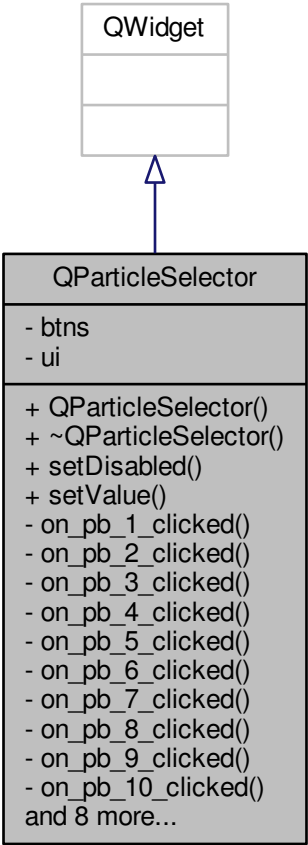 QWidget
QParticleSelector
- btns
- ui
+ QParticleSelector()
+ ~QParticleSelector()
+ setDisabled()
+ setValue()
- on_pb_1_clicked()
- on_pb_2_clicked()
- on_pb_3_clicked()
- on_pb_4_clicked()
- on_pb_5_clicked()
- on_pb_6_clicked()
- on_pb_7_clicked()
- on_pb_8_clicked()
- on_pb_9_clicked()
- on_pb_10_clicked()
and 8 more...